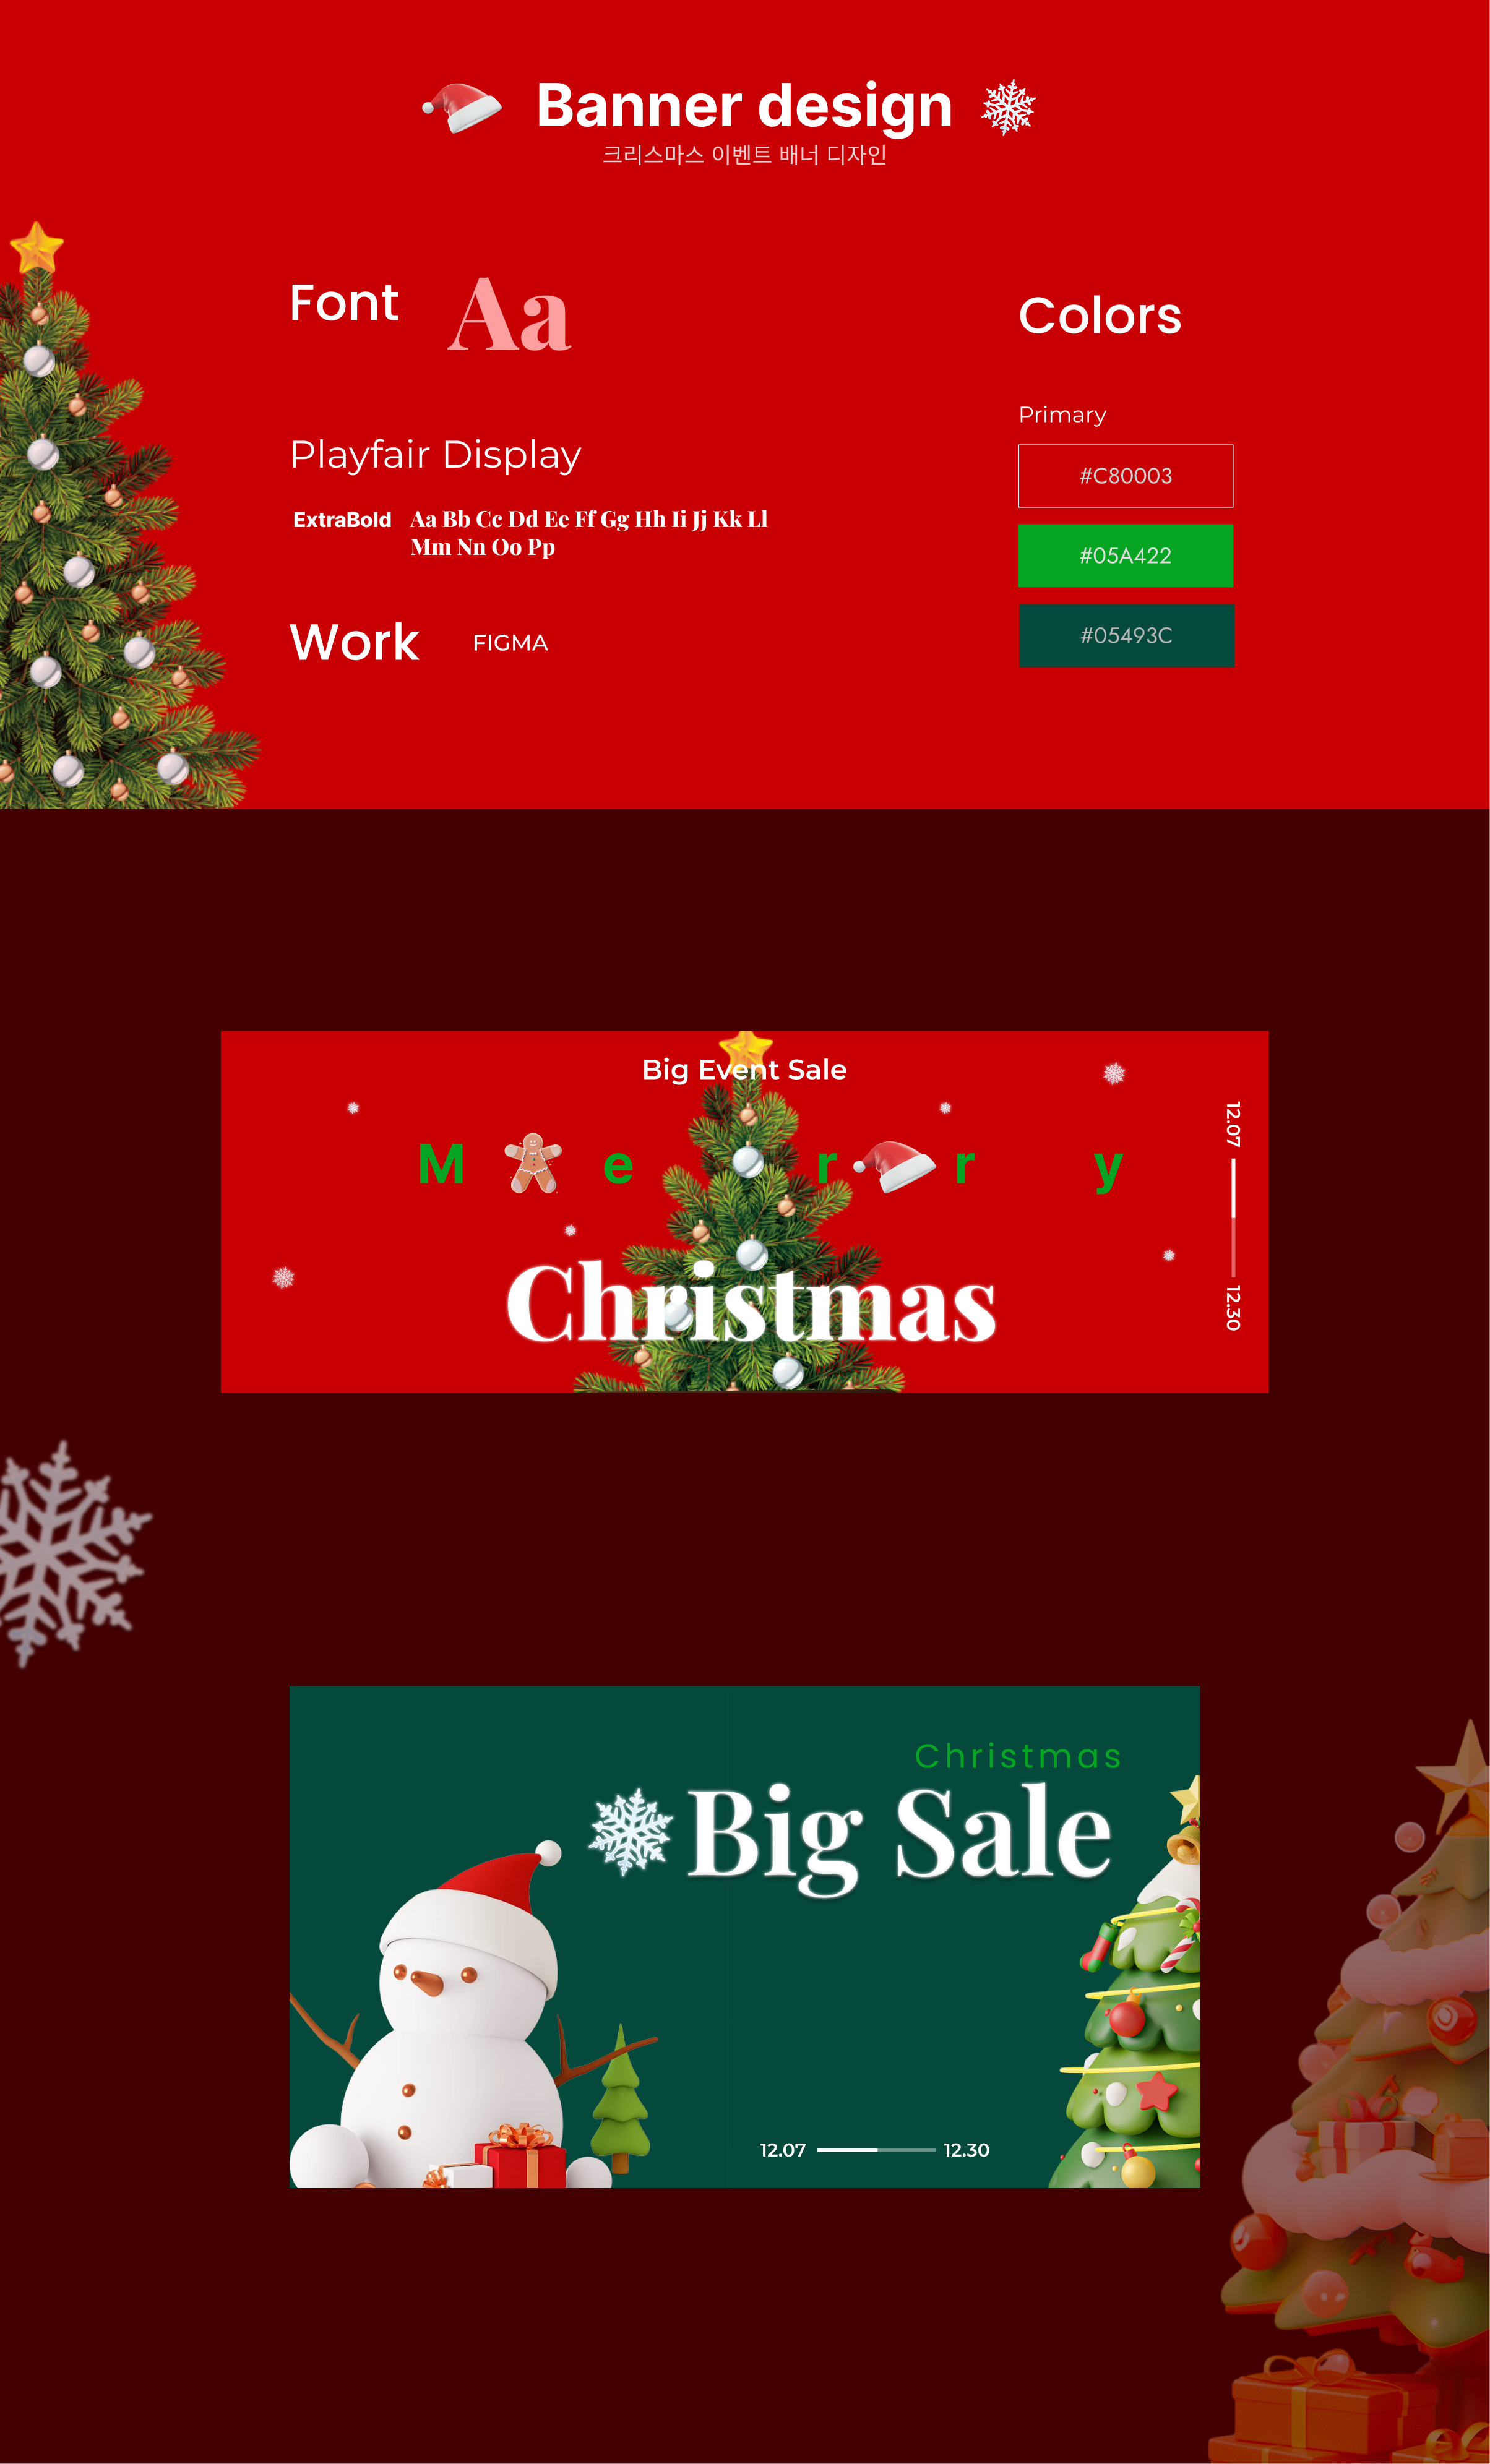 Banner design
크리스마스 이벤트 배너 디자인
Font Aa
Playfair Display
ExtraBold Aa Bb Cc Dd Ee Ff Gg Hh Ii Jj Kk Ll
Mm Nn Oo Pp
Work FIGMA
Colors
Primary
#C80003
#05A422
#05493C
Big Event Sale
M e r r y
Christmas
12.07
12.30
Christmas
Big Sale
12.07 12.30